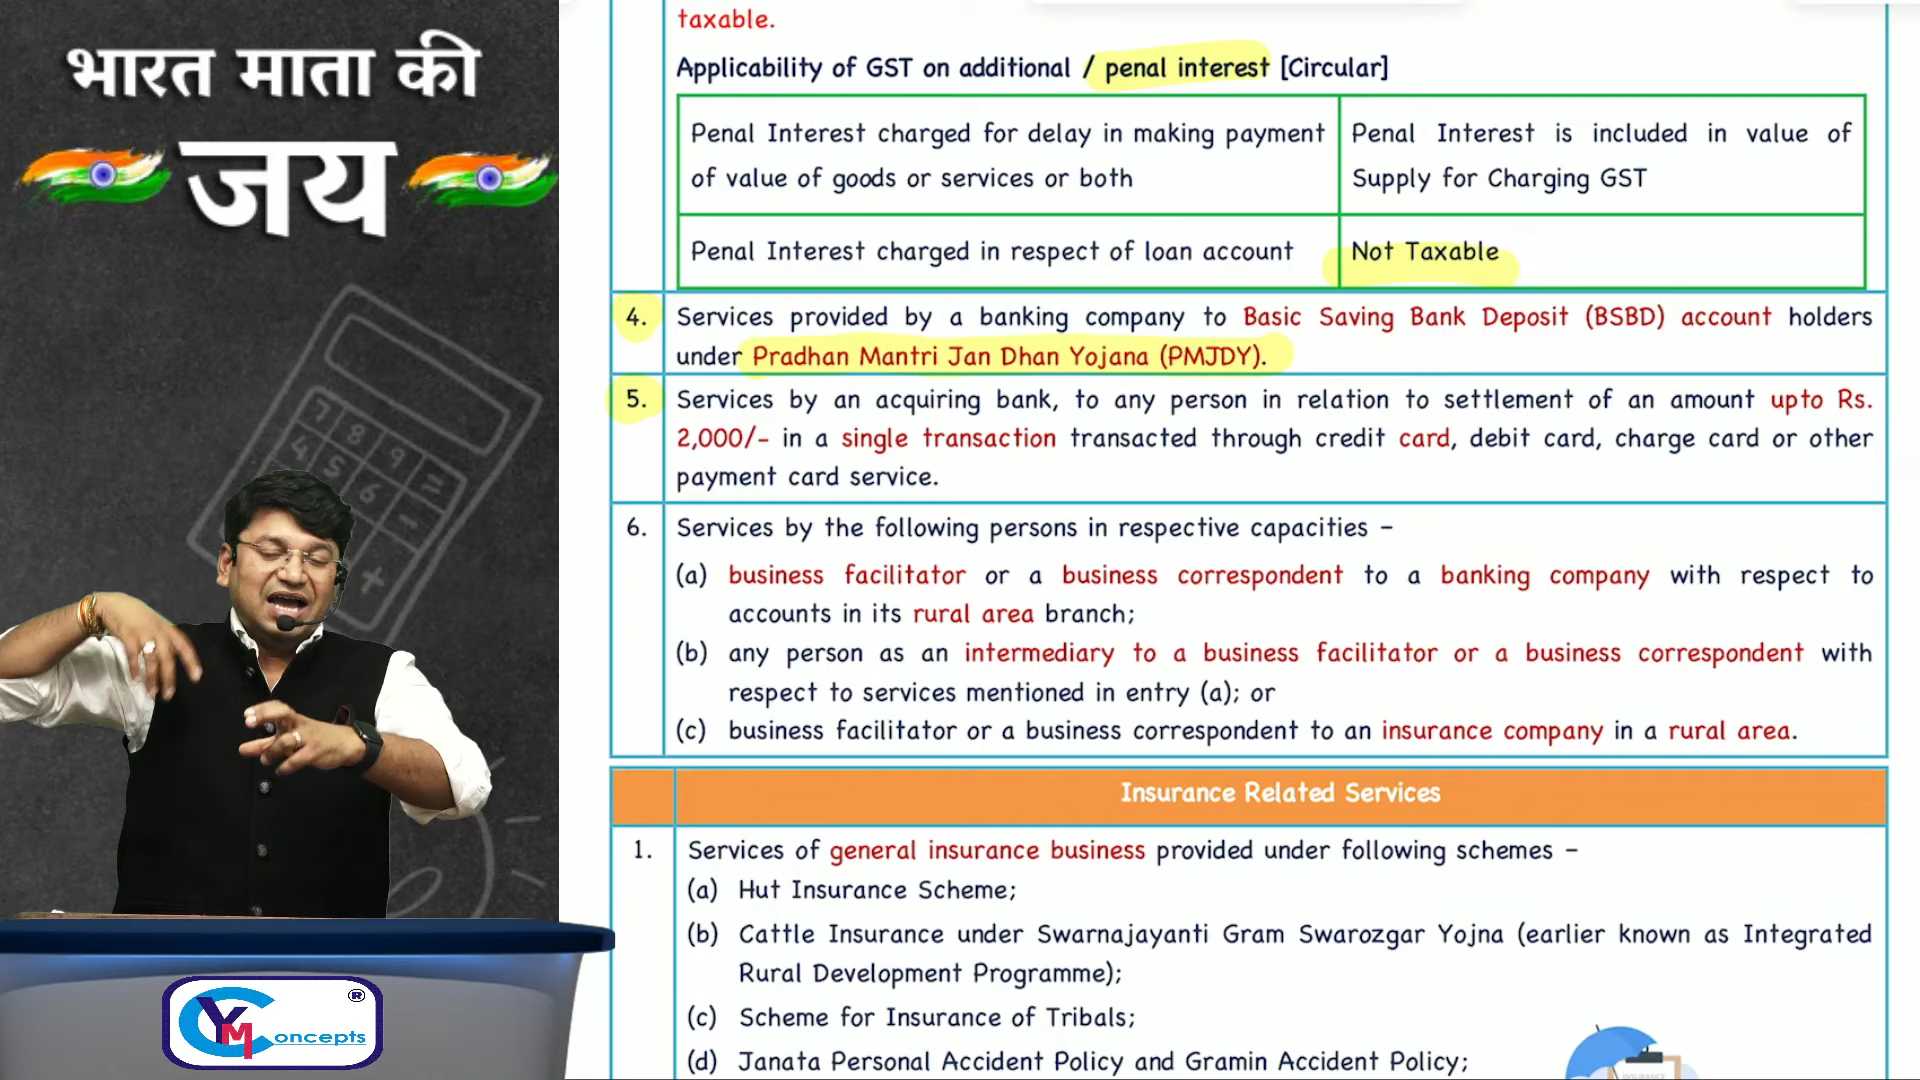 भारत माता की
जय
taxable.
Applicability of GST on additional / penal interest [Circular]
Penal Interest charged for delay in making payment
of value of goods or services or both
Penal Interest is included in value of
Supply for Charging GST
Penal Interest charged in respect of loan account
Not Taxable
4. Services provided by a banking company to Basic Saving Bank Deposit (BSBD) account holders
under Pradhan Mantri Jan Dhan Yojana (PMJDY).
5. Services by an acquiring bank, to any person in relation to settlement of an amount upto Rs.
2,000/- in a single transaction transacted through credit card, debit card, charge card or other
payment card service.
6. Services by the following persons in respective capacities –
(a) business facilitator or a business correspondent to a banking company with respect to
accounts in its rural area branch;
(b) any person as an intermediary to a business facilitator or a business correspondent with
respect to services mentioned in entry (a); or
(c) business facilitator or a business correspondent to an insurance company in a rural area.
Insurance Related Services
1. Services of general insurance business provided under following schemes –
(a) Hut Insurance Scheme;
(b) Cattle Insurance under Swarnajayanti Gram Swarozgar Yojna (earlier known as Integrated
Rural Development Programme);
(c) Scheme for Insurance of Tribals;
(d) Janata Personal Accident Policy and Gramin Accident Policy;
7 8 9 =
4 5 6 -
+
CYM Concepts ®